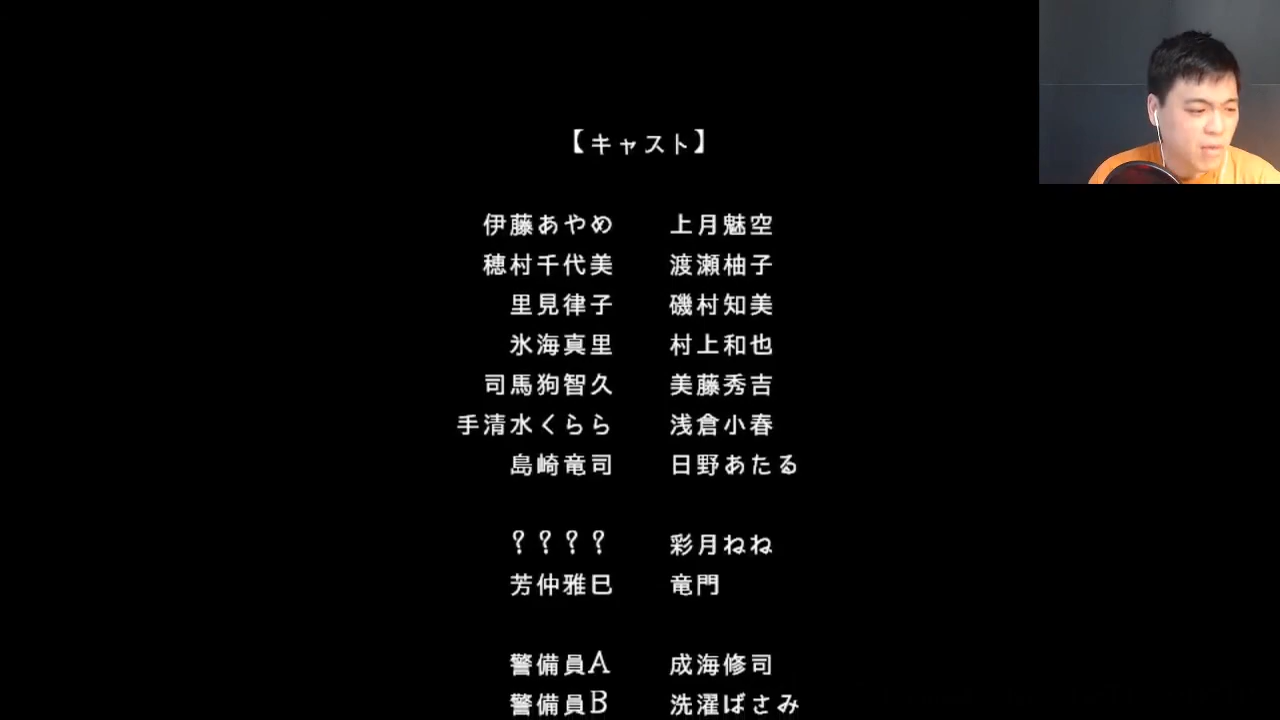 【キャスト】
伊藤あやめ 上月魅空
穂村千代美 渡瀬柚子
里見律子 磯村知美
氷海真里 村上和也
司馬狗智久 美藤秀吉
手清水くらら 浅倉小春
島崎竜司 日野あたる
???? 彩月ねね
芳仲雅巳 竜門
警備員A 成海修司
警備員B 洗濯ばさみ